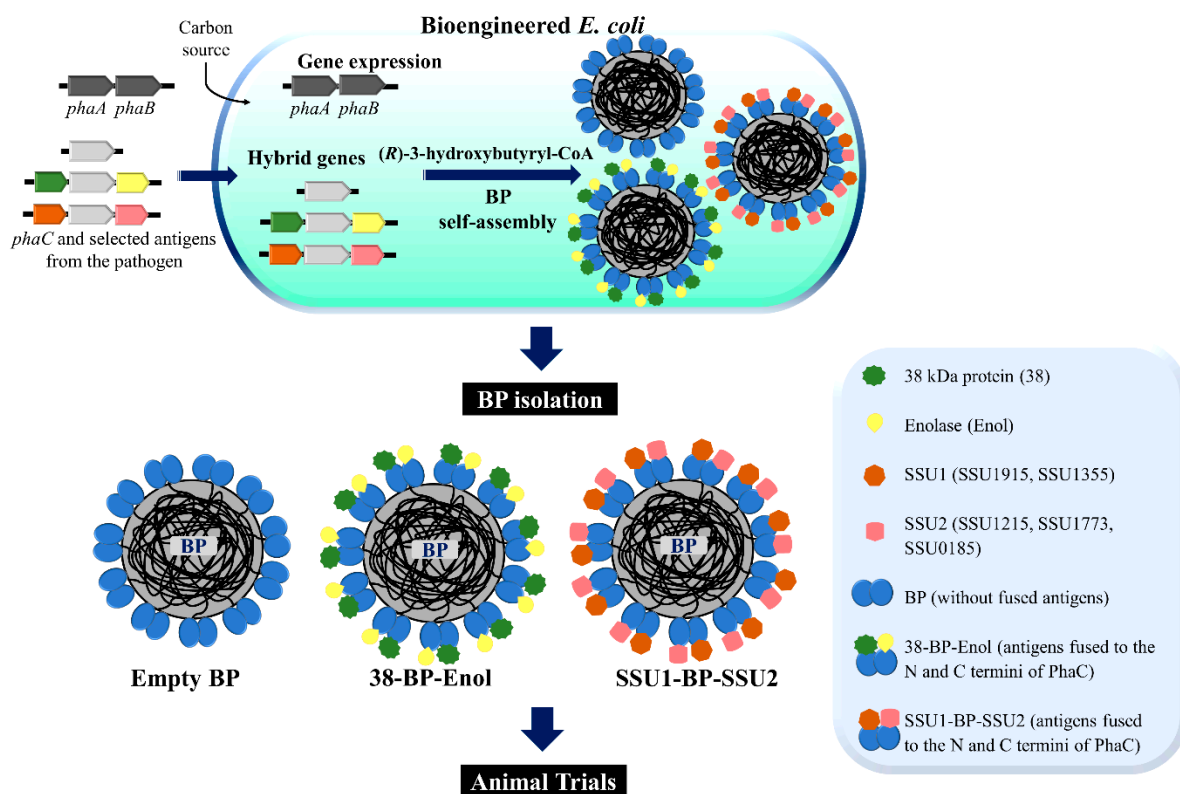 Bioengineered E. coli
Carbon
source
Gene expression
phaA phaB
phaA phaB
Hybrid genes
(R)-3-hydroxybutyryl-CoA
BP
self-assembly
phaC and selected antigens
from the pathogen
BP isolation
BP
BP
BP
Empty BP
38-BP-Enol
SSU1-BP-SSU2
Animal Trials
38 kDa protein (38)
Enolase (Enol)
SSU1 (SSU1915, SSU1355)
SSU2 (SSU1215, SSU1773,
SSU0185)
BP (without fused antigens)
38-BP-Enol (antigens fused to the
N and C termini of PhaC)
SSU1-BP-SSU2 (antigens fused
to the N and C termini of PhaC)